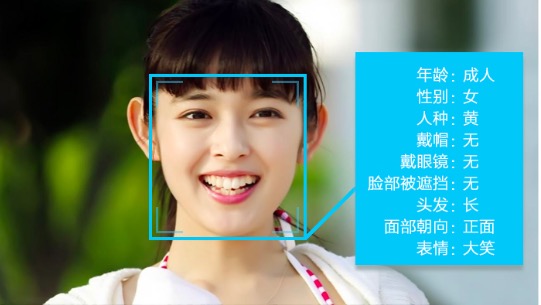 年龄：成人
性别：女
人种：黄
戴帽：无
戴眼镜：无
脸部被遮挡：无
头发：长
面部朝向：正面
表情：大笑